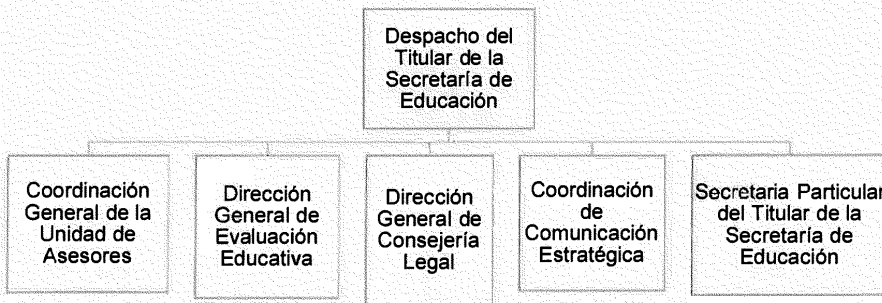 Despacho del
Titular de la
Secretaría de
Educación
Coordinación
General de la
Unidad de
Asesores
Dirección
General de
Evaluación
Educativa
Dirección
General de
Consejería
Legal
Coordinación
de
Comunicación
Estratégica
Secretaria Particular
del Titular de la
Secretaría de
Educación